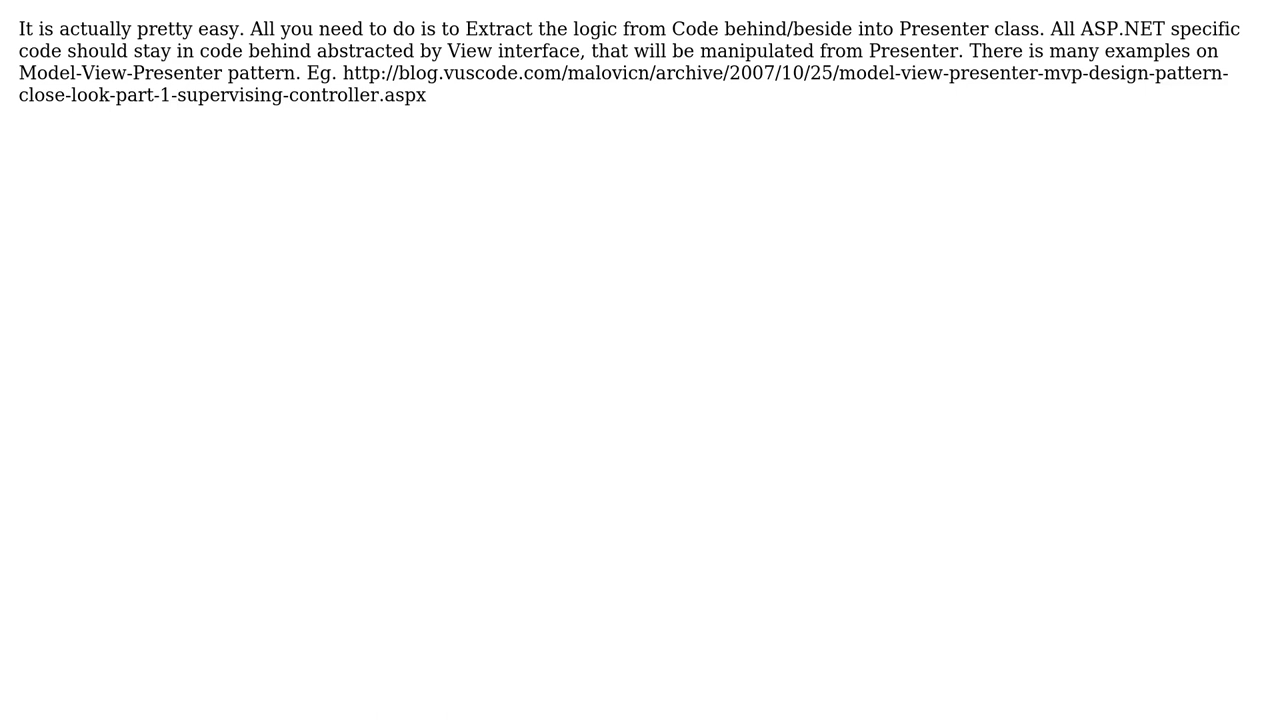 It is actually pretty easy. All you need to do is to Extract the logic from Code behind/beside into Presenter class. All ASP.NET specific
code should stay in code behind abstracted by View interface, that will be manipulated from Presenter. There is many examples on
Model-View-Presenter pattern. Eg. http://blog.vuscode.com/malovicn/archive/2007/10/25/model-view-presenter-mvp-design-pattern-
close-look-part-1-supervising-controller.aspx